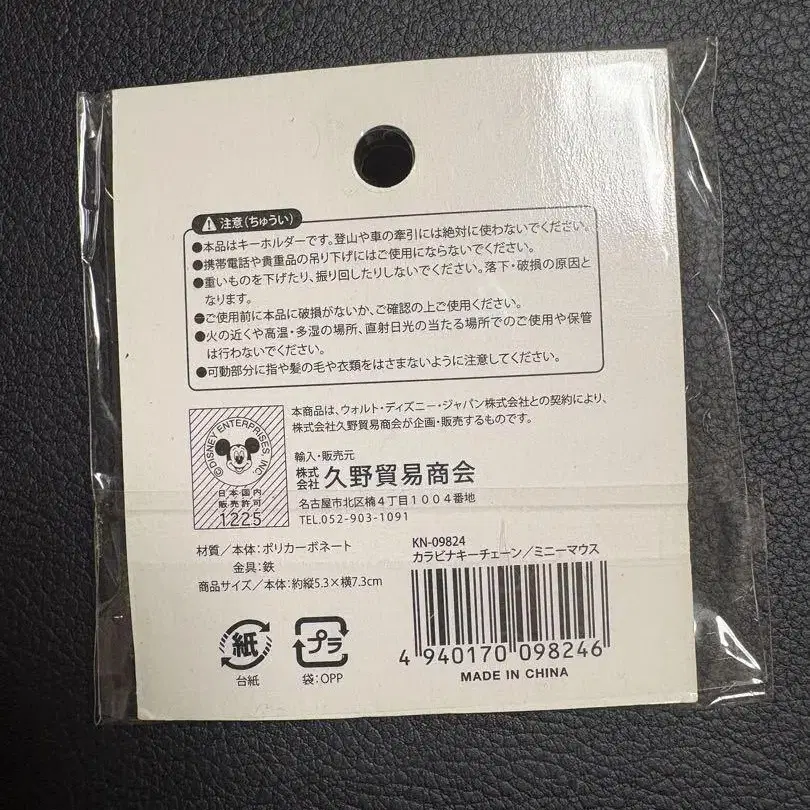 注意(ちゅうい)
●本品はキーホルダーです。登山や車の牽引には絶対に使わないでください。
●携帯電話や貴重品の吊り下げにはご使用にならないでください。
●重いものを下げたり、振り回したりしないでください。落下・破損の原因と
なります。
●ご使用前に本品に破損がないか、ご確認の上ご使用ください。
●火の近くや高温・多湿の場所、直射日光の当たる場所でのご使用や保管
は行わないでください。
●可動部分に指や髪の毛や衣類をはさまないように注意してください。
©DISNEY ENTERPRISES, INC.
日本国内
販売許可
1225
本商品は、ウォルト・ディズニー・ジャパン株式会社との契約により、
株式会社久野貿易商会が企画・販売するものです。
輸入・販売元
株式会社 久野貿易商会
名古屋市北区楠4丁目1004番地
TEL.052-903-1091
材質/本体:ポリカーボネート
金具:鉄
商品サイズ/本体:約縦5.3×横7.3cm
KN-09824
カラビナキーチェーン/ミニーマウス
紙
台紙
プラ
袋:OPP
4 940170 098246
MADE IN CHINA